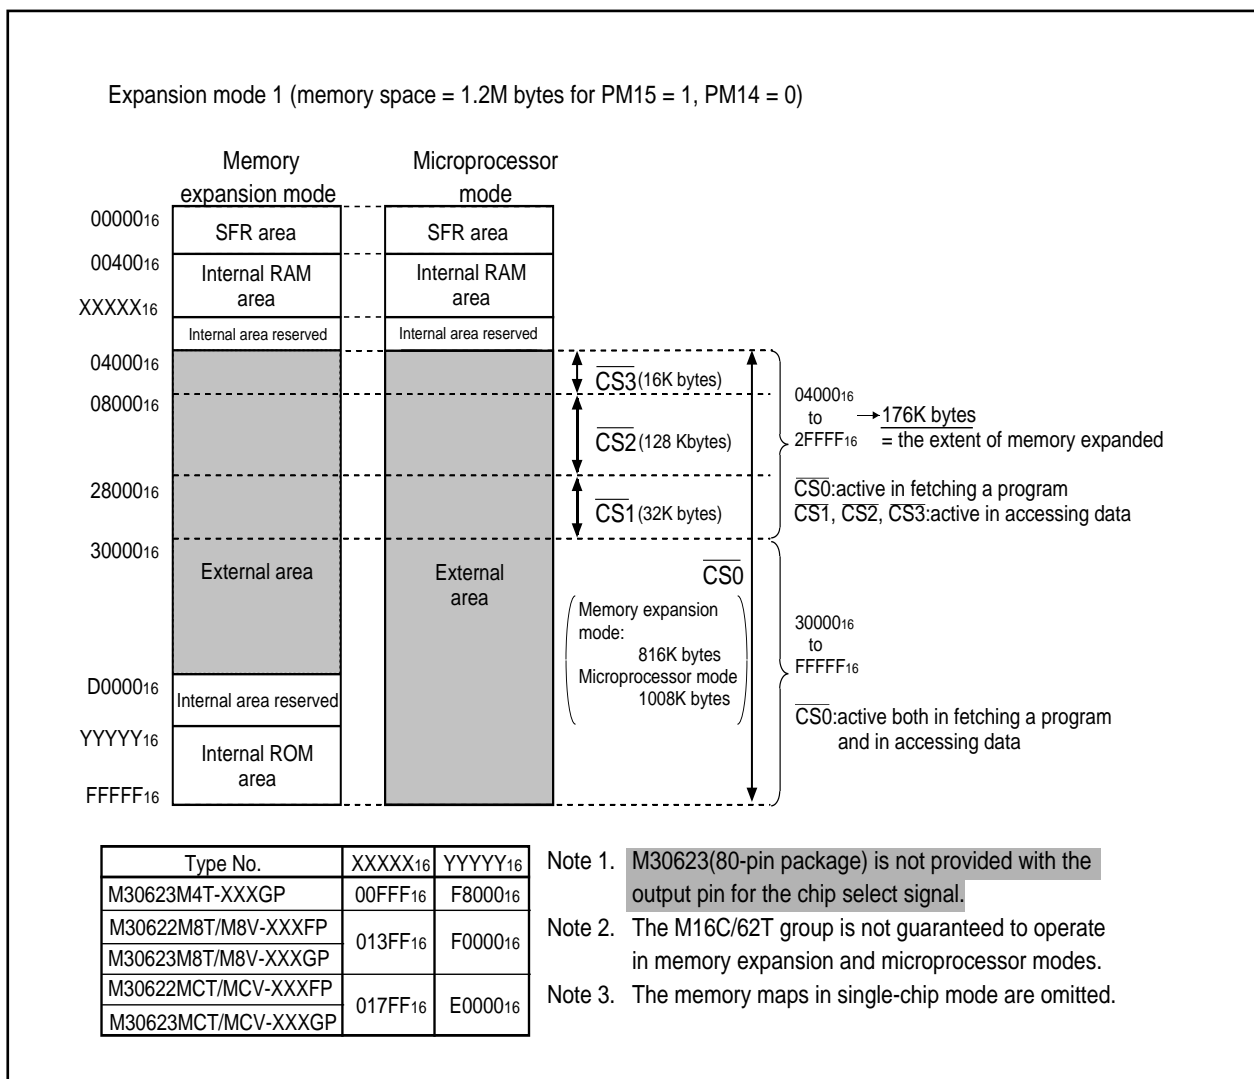 Expansion mode 1 (memory space = 1.2M bytes for PM15 = 1, PM14 = 0)
Memory
expansion mode
Microprocessor
mode
0000016
SFR area
SFR area
0040016
Internal RAM
area
Internal RAM
area
XXXXX16
Internal area reserved
Internal area reserved
0400016
CS3 (16K bytes)
0800016
CS2 (128 Kbytes)
2800016
CS1 (32K bytes)
3000016
0400016
to
2FFFF16
176K bytes
= the extent of memory expanded
CS0:active in fetching a program
CS1, CS2, CS3:active in accessing data
External area
External
area
CS0
Memory expansion
mode:
816K bytes
Microprocessor mode
1008K bytes
3000016
to
FFFFF16
CS0:active both in fetching a program
and in accessing data
D000016
Internal area reserved
YYYYY16
Internal ROM
area
FFFFF16
Type No. XXXXX16 YYYYY16
M30623M4T-XXXGP 00FFF16 F800016
M30622M8T/M8V-XXXFP
M30623M8T/M8V-XXXGP
013FF16 F000016
M30622MCT/MCV-XXXFP
M30623MCT/MCV-XXXGP
017FF16 E000016
Note 1. M30623(80-pin package) is not provided with the
output pin for the chip select signal.
Note 2. The M16C/62T group is not guaranteed to operate
in memory expansion and microprocessor modes.
Note 3. The memory maps in single-chip mode are omitted.